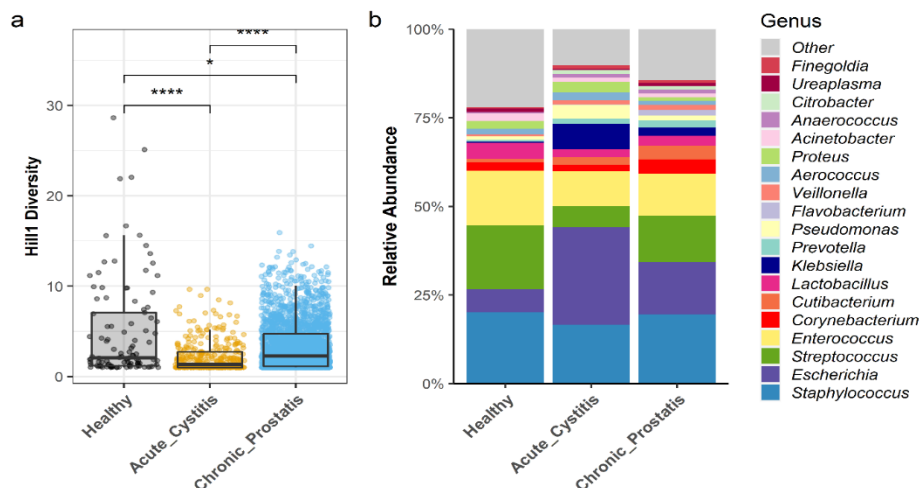 a
Hill1 Diversity
30
20
10
0
****
*
****
Healthy
Acute_Cystitis
Chronic_Prostatis
b
Relative Abundance
100%
75%
50%
25%
0%
Healthy
Acute_Cystitis
Chronic_Prostatis
Genus
Other
Finegoldia
Ureaplasma
Citrobacter
Anaerococcus
Acinetobacter
Proteus
Aerococcus
Veillonella
Flavobacterium
Pseudomonas
Prevotella
Klebsiella
Lactobacillus
Cutibacterium
Corynebacterium
Enterococcus
Streptococcus
Escherichia
Staphylococcus